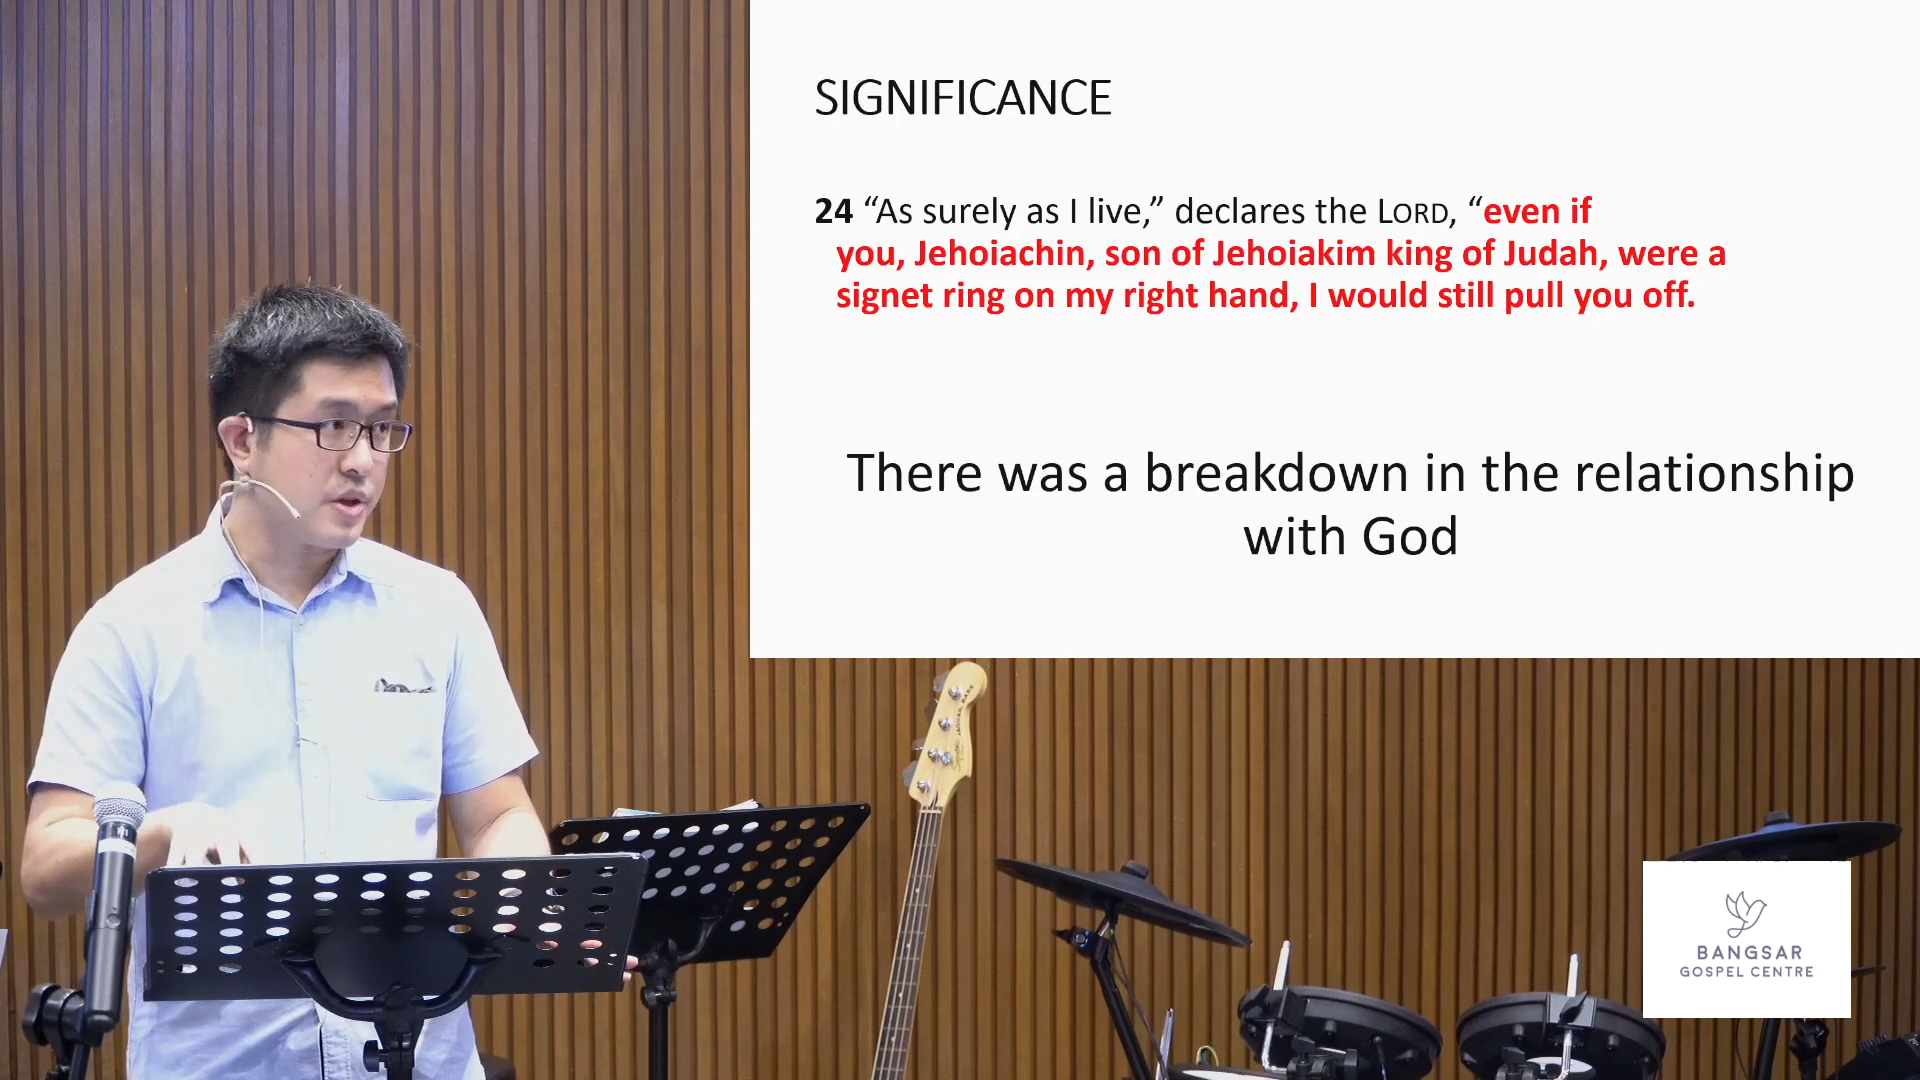 SIGNIFICANCE
24 “As surely as I live,” declares the LORD, “even if
you, Jehoiachin, son of Jehoiakim king of Judah, were a
signet ring on my right hand, I would still pull you off.
There was a breakdown in the relationship
with God
BANGSAR
GOSPEL CENTRE